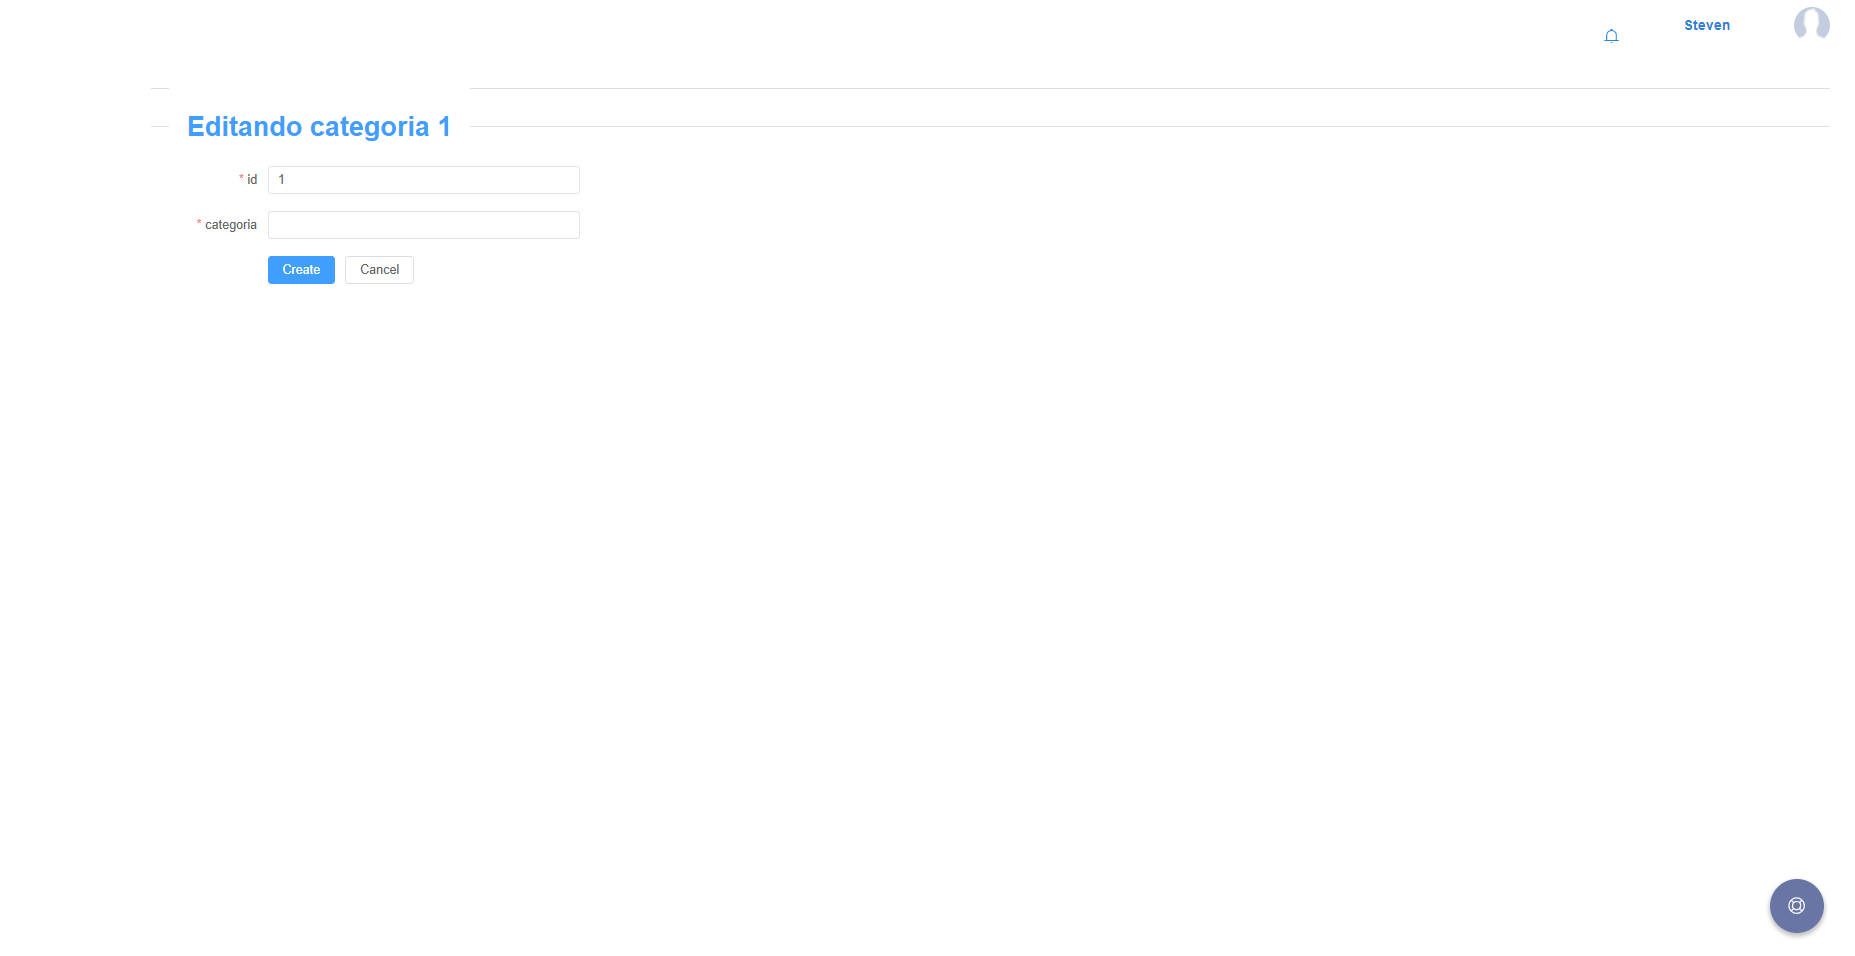 Steven
Editando categoria 1
* id 1
* categoria
Create Cancel